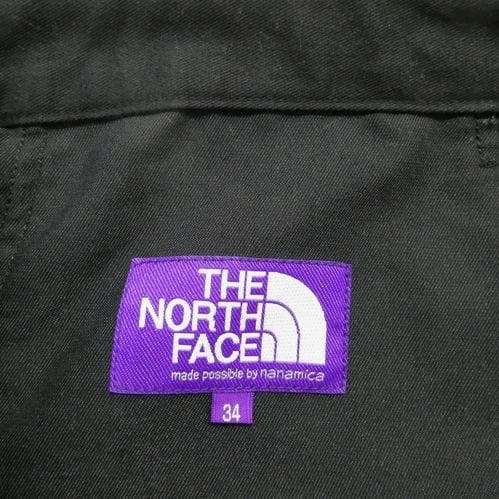 THE
NORTH
FACE
made possible by nanamica
34